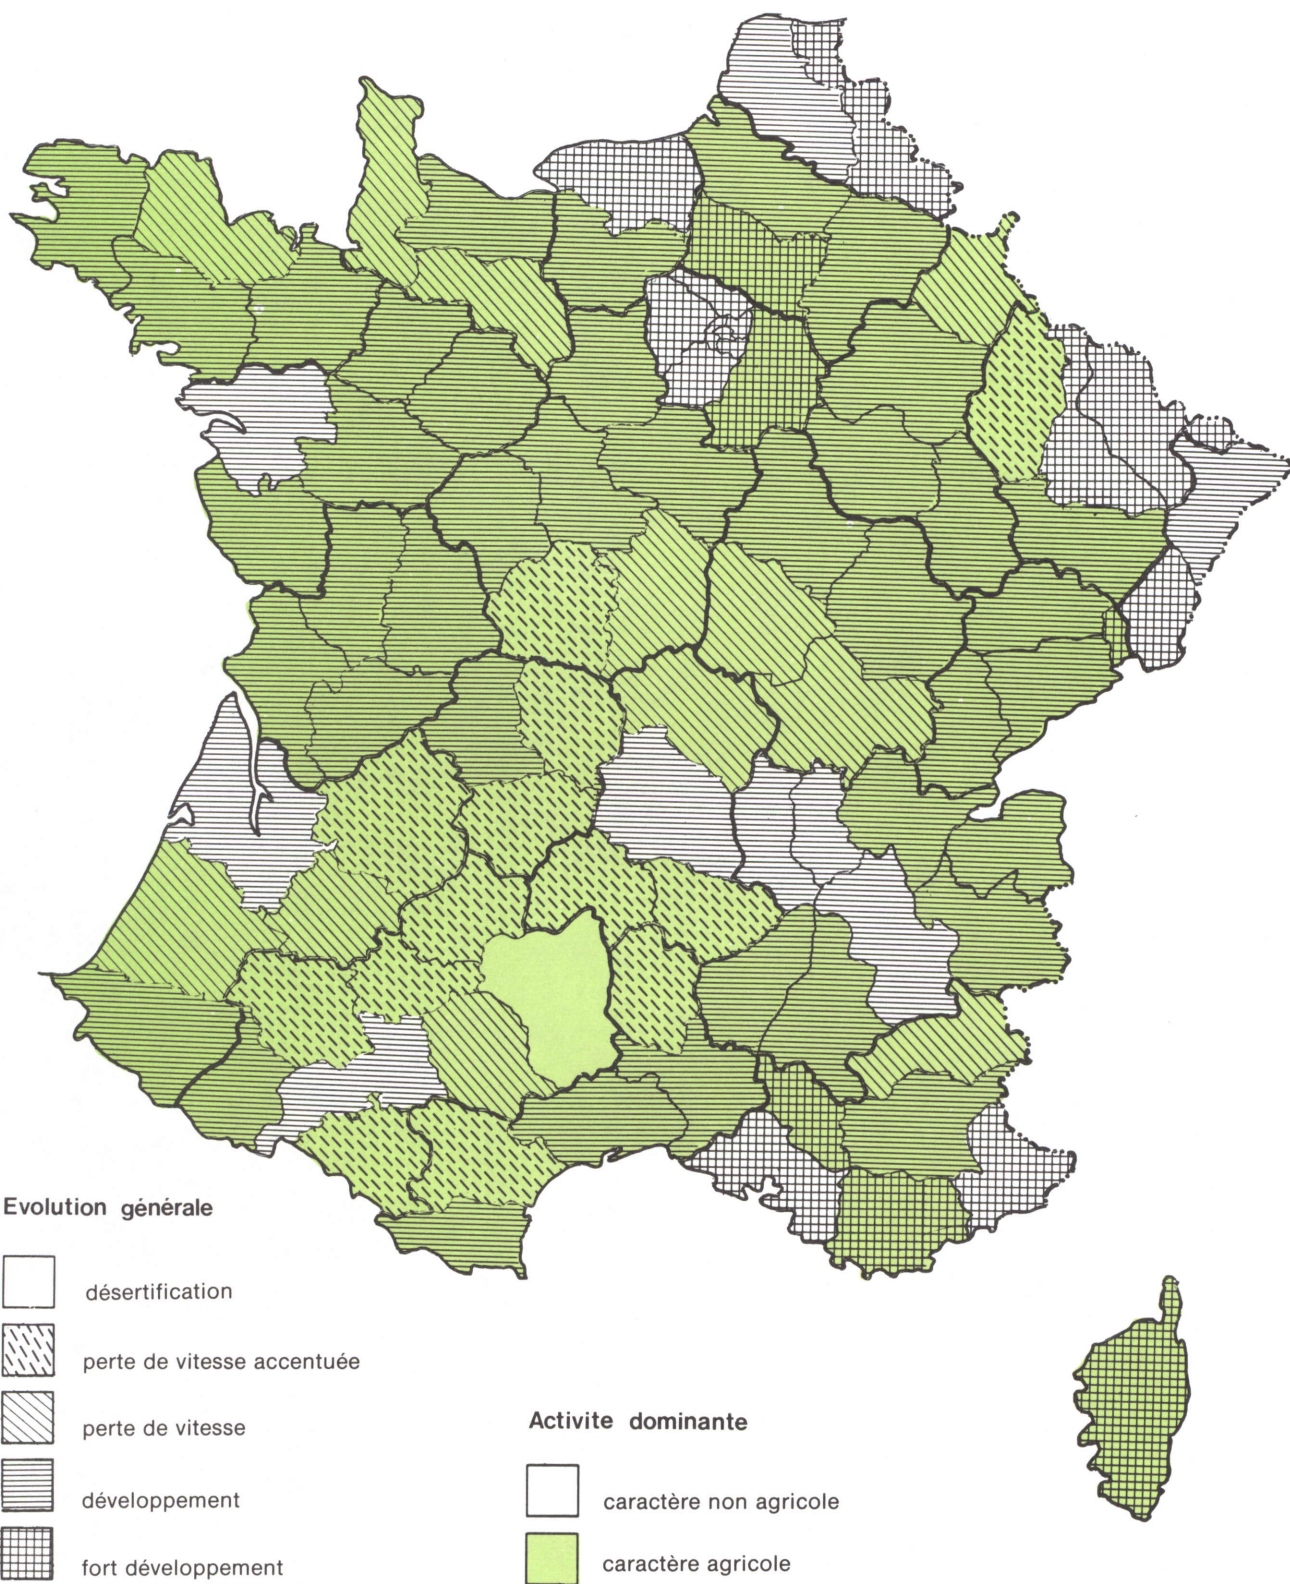 Evolution générale
désertification
perte de vitesse accentuée
perte de vitesse
développement
fort développement
Activite dominante
caractère non agricole
caractère agricole